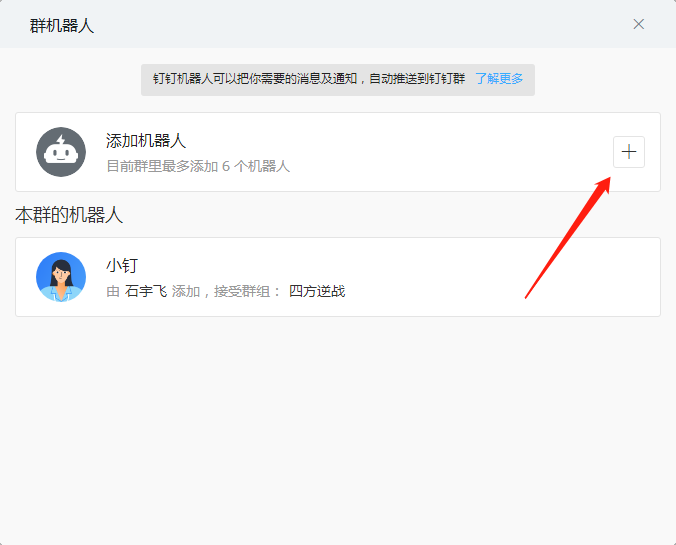 群机器人
钉钉机器人可以把你需要的消息及通知，自动推送到钉钉群 了解更多
添加机器人
目前群里最多添加 6 个机器人
本群的机器人
小钉
由 石宇飞 添加，接受群组： 四方逆战